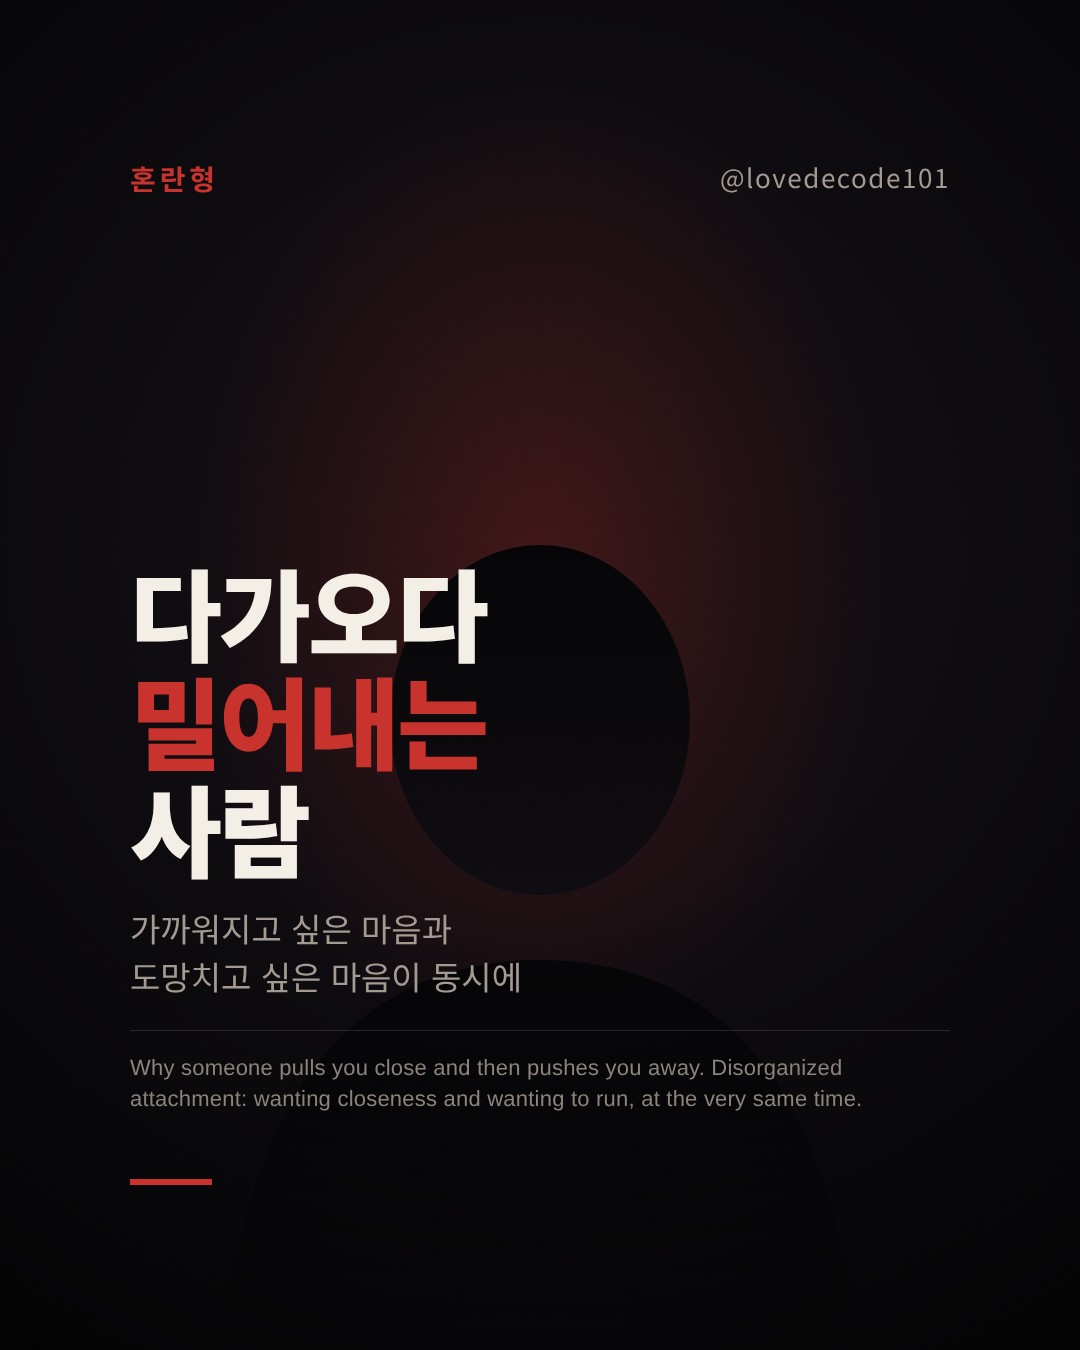 혼란형
@lovedecode101
다가오다
밀어내는
사람
가까워지고 싶은 마음과
도망치고 싶은 마음이 동시에
Why someone pulls you close and then pushes you away. Disorganized
attachment: wanting closeness and wanting to run, at the very same time.